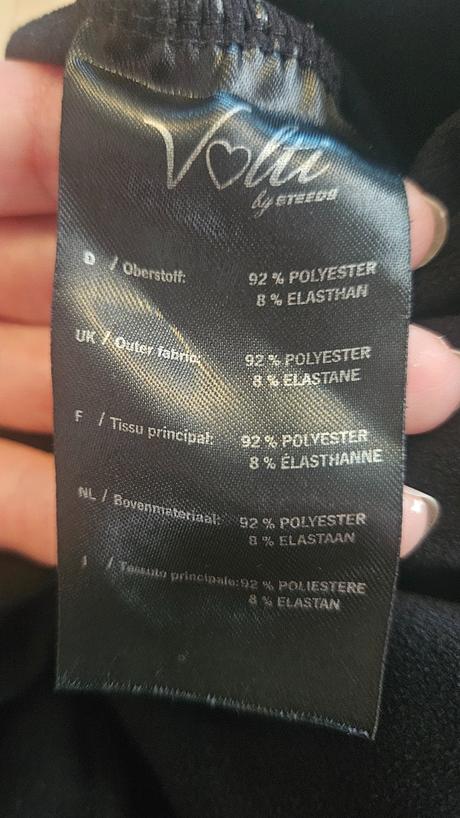 Volti
by STEEDS
D / Oberstoff: 92 % POLYESTER
8 % ELASTHAN
UK / Outer fabric: 92 % POLYESTER
8 % ELASTANE
F / Tissu principal: 92 % POLYESTER
8 % ÉLASTHANNE
NL / Bovenmateriaal: 92 % POLYESTER
8 % ELASTAAN
I / Tessuto principale: 92 % POLIESTERE
8 % ELASTAN